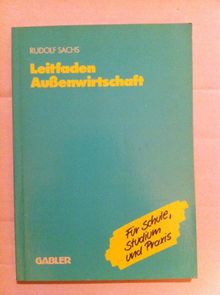 RUDOLF SACHS
Leitfaden
Außenwirtschaft
Für Schule,
Studium
und Praxis
GABLER